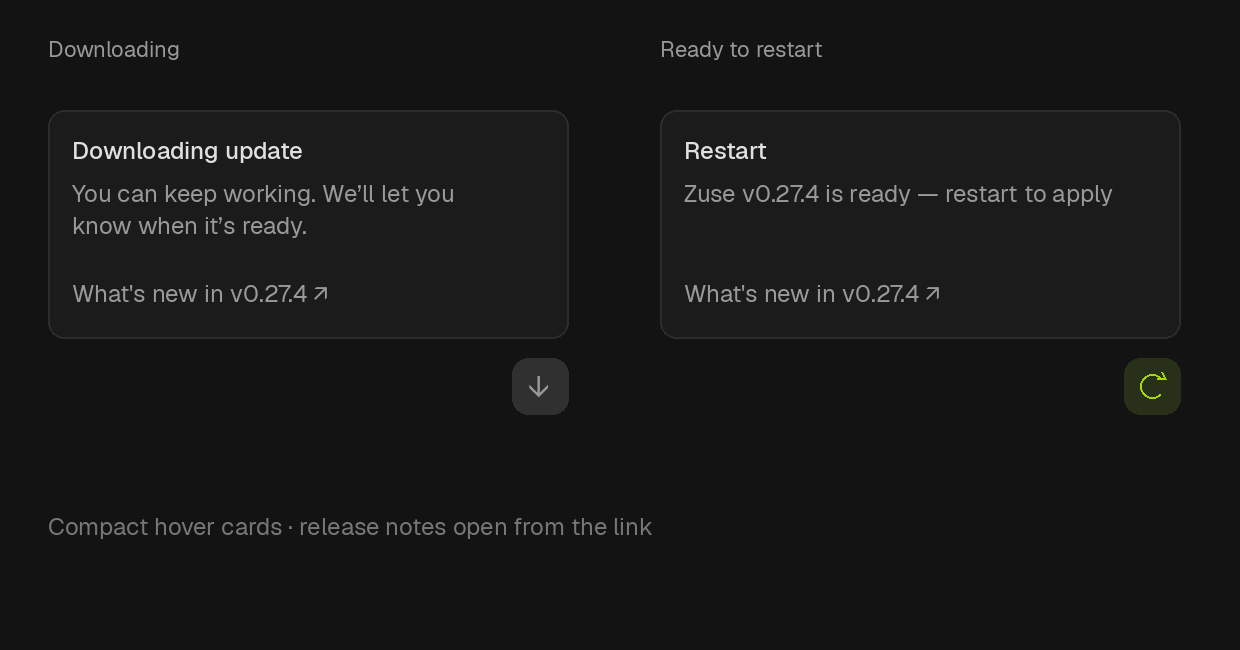 Downloading
Downloading update
You can keep working. We’ll let you
know when it’s ready.
What's new in v0.27.4 ↗
Ready to restart
Restart
Zuse v0.27.4 is ready — restart to apply
What's new in v0.27.4 ↗
Compact hover cards · release notes open from the link